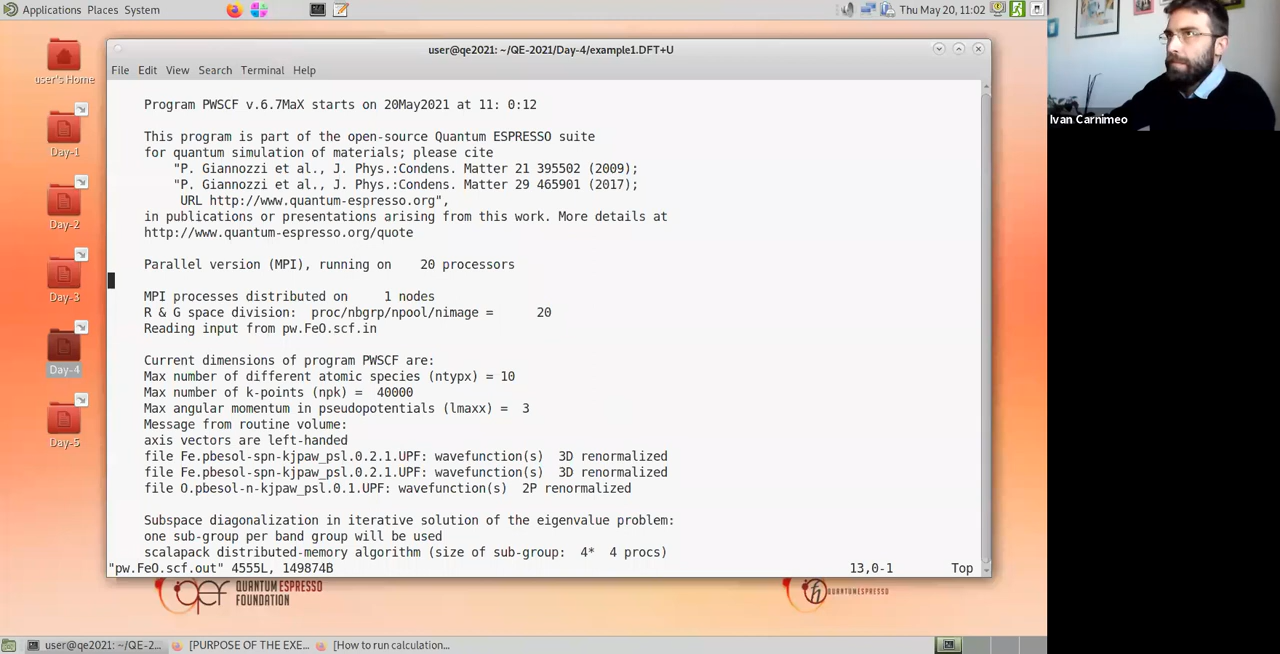 Applications Places System
Thu May 20, 11:02
Ivan Carnimeo
user's Home
Day-1
Day-2
Day-3
Day-4
Day-5
user@qe2021: ~/QE-2021/Day-4/example1.DFT+U
File Edit View Search Terminal Help
Program PWSCF v.6.7MaX starts on 20May2021 at 11: 0:12
This program is part of the open-source Quantum ESPRESSO suite
for quantum simulation of materials; please cite
"P. Giannozzi et al., J. Phys.:Condens. Matter 21 395502 (2009);
"P. Giannozzi et al., J. Phys.:Condens. Matter 29 465901 (2017);
URL http://www.quantum-espresso.org",
in publications or presentations arising from this work. More details at
http://www.quantum-espresso.org/quote
Parallel version (MPI), running on 20 processors
MPI processes distributed on 1 nodes
R & G space division: proc/nbgrp/npool/nimage = 20
Reading input from pw.FeO.scf.in
Current dimensions of program PWSCF are:
Max number of different atomic species (ntypx) = 10
Max number of k-points (npk) = 40000
Max angular momentum in pseudopotentials (lmaxx) = 3
Message from routine volume:
axis vectors are left-handed
file Fe.pbesol-spn-kjpaw_psl.0.2.1.UPF: wavefunction(s) 3D renormalized
file Fe.pbesol-spn-kjpaw_psl.0.2.1.UPF: wavefunction(s) 3D renormalized
file O.pbesol-n-kjpaw_psl.0.1.UPF: wavefunction(s) 2P renormalized
Subspace diagonalization in iterative solution of the eigenvalue problem:
one sub-group per band group will be used
scalapack distributed-memory algorithm (size of sub-group: 4* 4 procs)
"pw.FeO.scf.out" 4555L, 149874B 13,0-1 Top
QUANTUM ESPRESSO
FOUNDATION
QUANTUMESPRESSO
user@qe2021: ~/QE-2...
[PURPOSE OF THE EXE...
[How to run calculation...